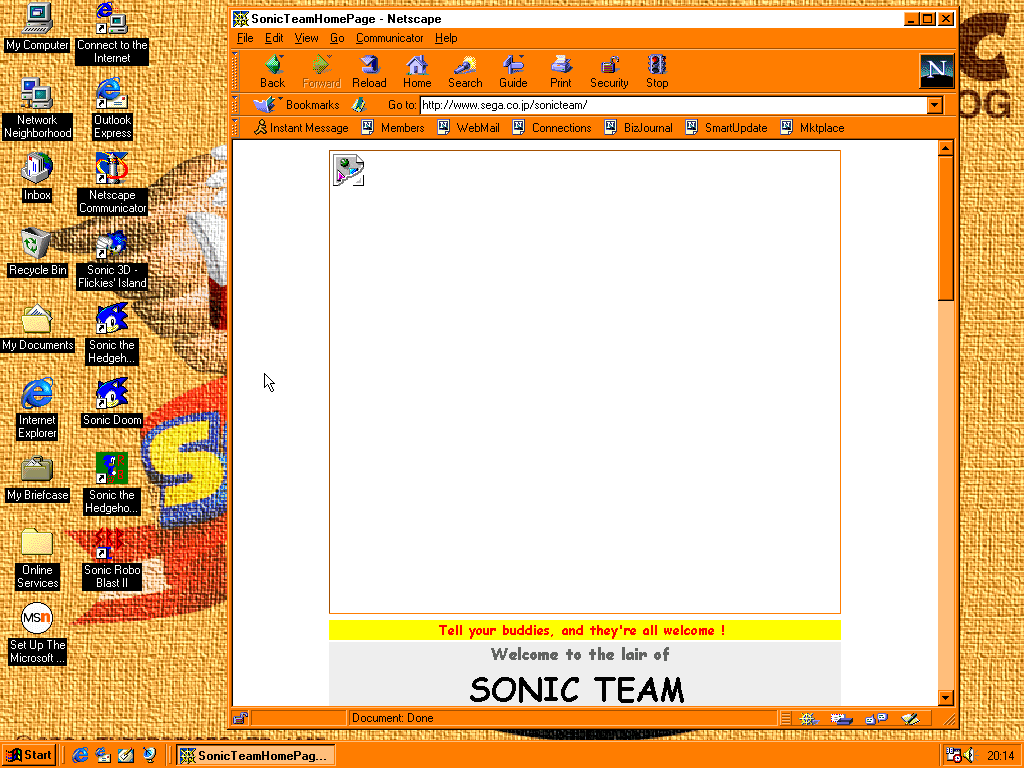 My Computer
Connect to the
Internet
Network
Neighborhood
Outlook
Express
Inbox
Netscape
Communicator
Recycle Bin
Sonic 3D -
Flickies' Island
My Documents
Sonic the
Hedgeh...
Internet
Explorer
Sonic Doom
My Briefcase
Sonic the
Hedgeho...
Online
Services
Sonic Robo
Blast II
MSn
Set Up The
Microsoft ...
S
C
OG
SonicTeamHomePage - Netscape
File Edit View Go Communicator Help
Back Forward Reload Home Search Guide Print Security Stop
N
Bookmarks Go to: http://www.sega.co.jp/sonicteam/
Instant Message Members WebMail Connections BizJournal SmartUpdate Mktplace
Tell your buddies, and they're all welcome !
Welcome to the lair of
SONIC TEAM
Document: Done
Start SonicTeamHomePag... 20:14